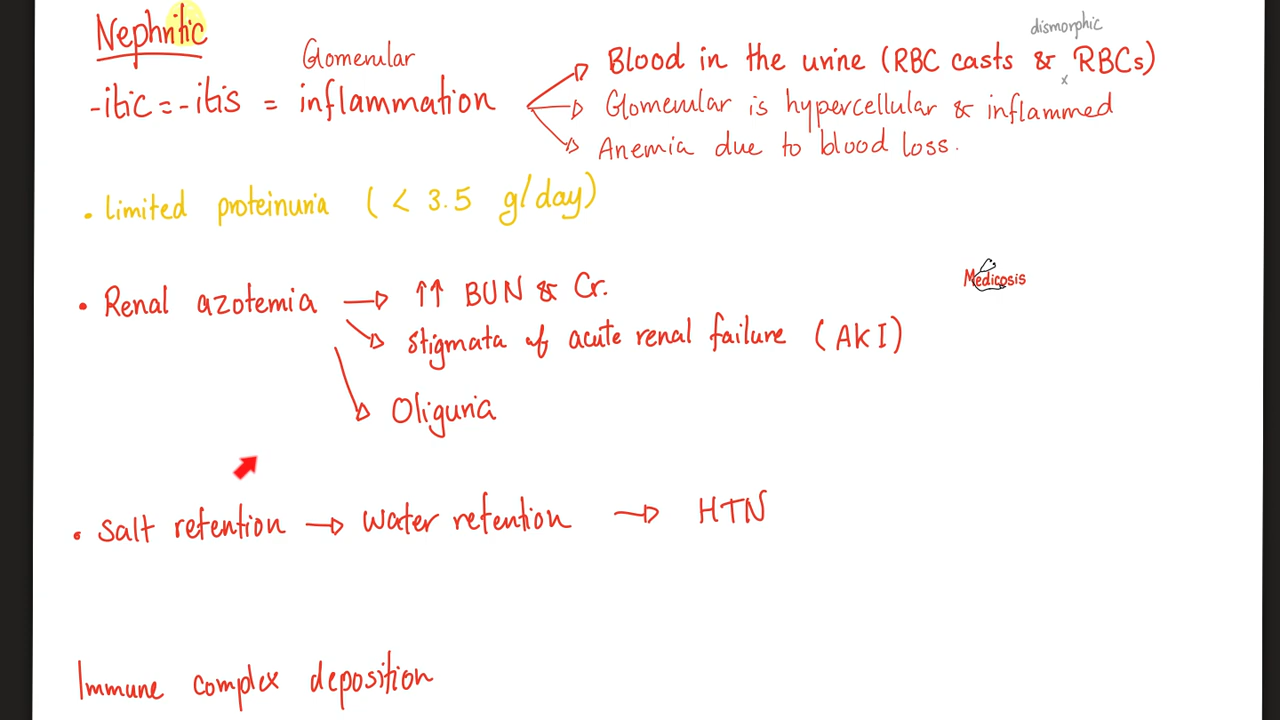 Nephritic
dismorphic
Glomerular
-itic = -itis = inflammation
Blood in the urine (RBC casts & RBCs)
x
Glomerular is hypercellular & inflammed
Anemia due to blood loss.
• Limited proteinuria (< 3.5 g/day)
Medicosis
• Renal azotemia → ↑↑ BUN & Cr.
Stigmata of acute renal failure (AKI)
Oliguria
• Salt retention → Water retention → HTN
Immune complex deposition